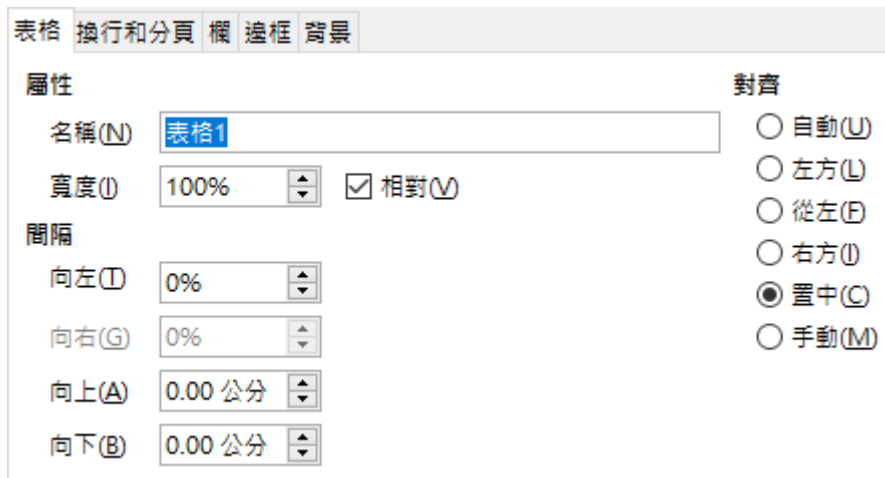 表格 換行和分頁 欄 邊框 背景
屬性
名稱(N) 表格1
寬度(I) 100% 相對(V)
間隔
向左(T) 0%
向右(G) 0%
向上(A) 0.00 公分
向下(B) 0.00 公分
對齊
自動(U)
左方(L)
從左(F)
右方(I)
置中(C)
手動(M)